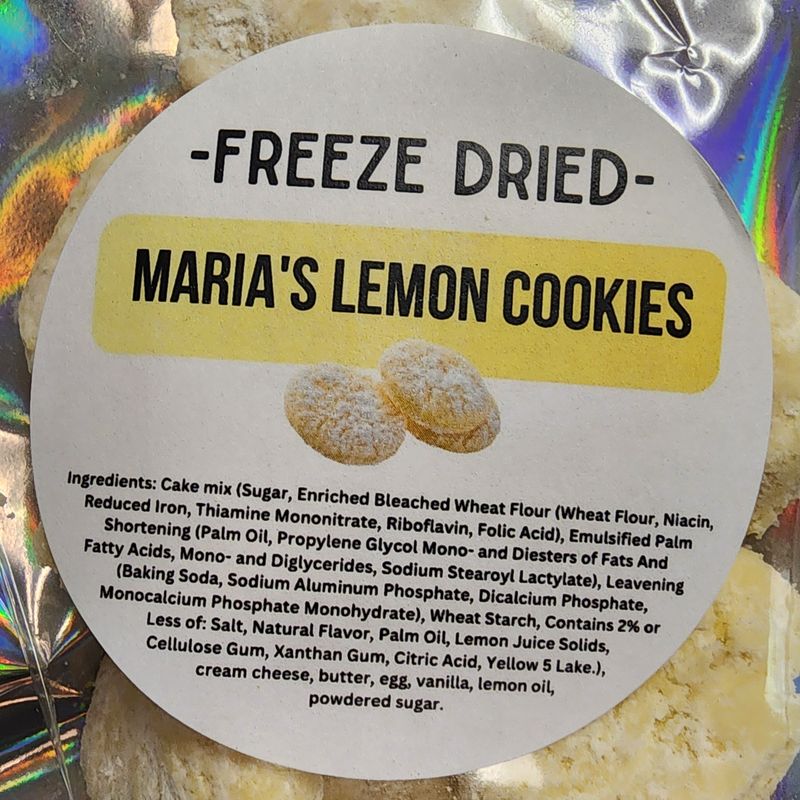 -FREEZE DRIED-
MARIA'S LEMON COOKIES
Ingredients: Cake mix (Sugar, Enriched Bleached Wheat Flour (Wheat Flour, Niacin,
Reduced Iron, Thiamine Mononitrate, Riboflavin, Folic Acid), Emulsified Palm
Shortening (Palm Oil, Propylene Glycol Mono- and Diesters of Fats And
Fatty Acids, Mono- and Diglycerides, Sodium Stearoyl Lactylate), Leavening
(Baking Soda, Sodium Aluminum Phosphate, Dicalcium Phosphate,
Monocalcium Phosphate Monohydrate), Wheat Starch, Contains 2% or
Less of: Salt, Natural Flavor, Palm Oil, Lemon Juice Solids,
Cellulose Gum, Xanthan Gum, Citric Acid, Yellow 5 Lake.),
cream cheese, butter, egg, vanilla, lemon oil,
powdered sugar.